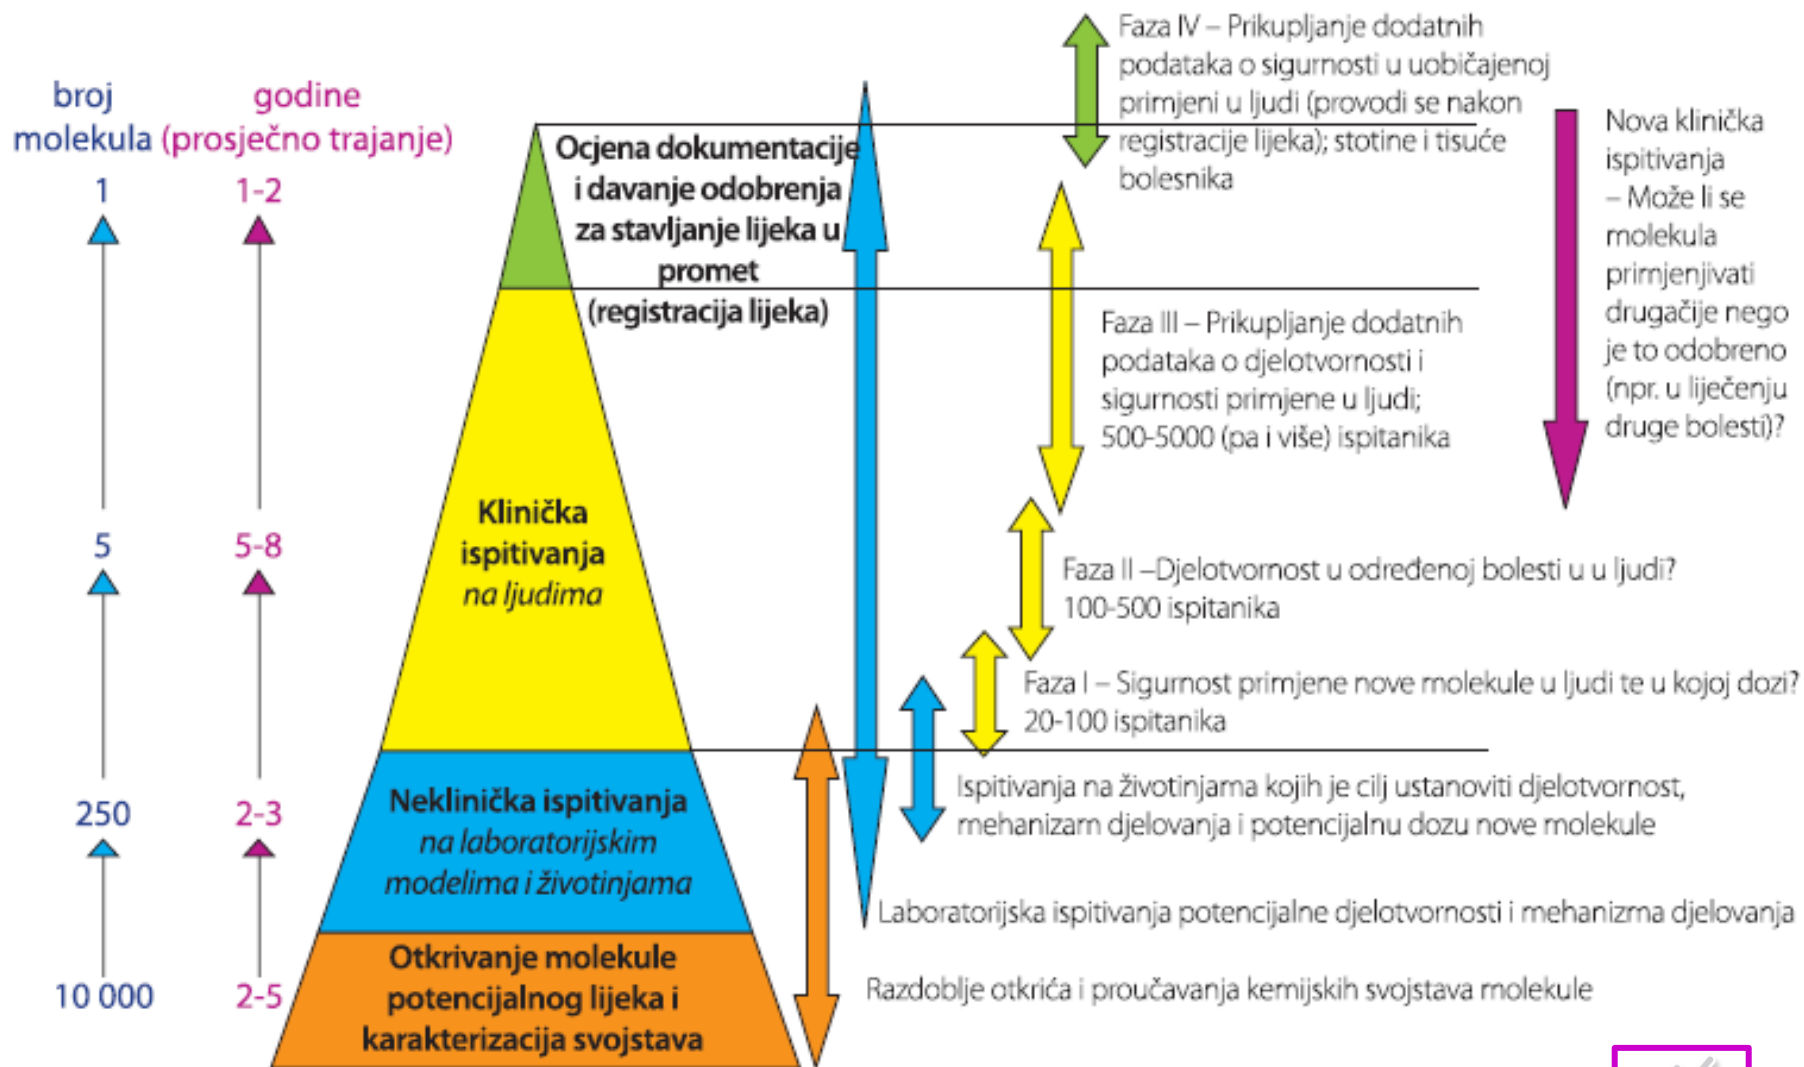 broj
molekula
godine
(prosječno trajanje)
1
1-2
5
5-8
250
2-3
10 000
2-5
Ocjena dokumentacije
i davanje odobrenja
za stavljanje lijeka u
promet
(registracija lijeka)
Klinička
ispitivanja
na ljudima
Neklinička ispitivanja
na laboratorijskim
modelima i životinjama
Otkrivanje molekule
potencijalnog lijeka i
karakterizacija svojstava
Faza IV – Prikupljanje dodatnih
podataka o sigurnosti u uobičajenoj
primjeni u ljudi (provodi se nakon
registracije lijeka); stotine i tisuće
bolesnika
Faza III – Prikupljanje dodatnih
podataka o djelotvornosti i
sigurnosti primjene u ljudi;
500-5000 (pa i više) ispitanika
Faza II –Djelotvornost u određenoj bolesti u u ljudi?
100-500 ispitanika
Faza I – Sigurnost primjene nove molekule u ljudi te u kojoj dozi?
20-100 ispitanika
Ispitivanja na životinjama kojih je cilj ustanoviti djelotvornost,
mehanizam djelovanja i potencijalnu dozu nove molekule
Laboratorijska ispitivanja potencijalne djelotvornosti i mehanizma djelovanja
Razdoblje otkrića i proučavanja kemijskih svojstava molekule
Nova klinička
ispitivanja
– Može li se
molekula
primjenjivati
drugačije nego
je to odobreno
(npr. u liječenju
druge bolesti)?